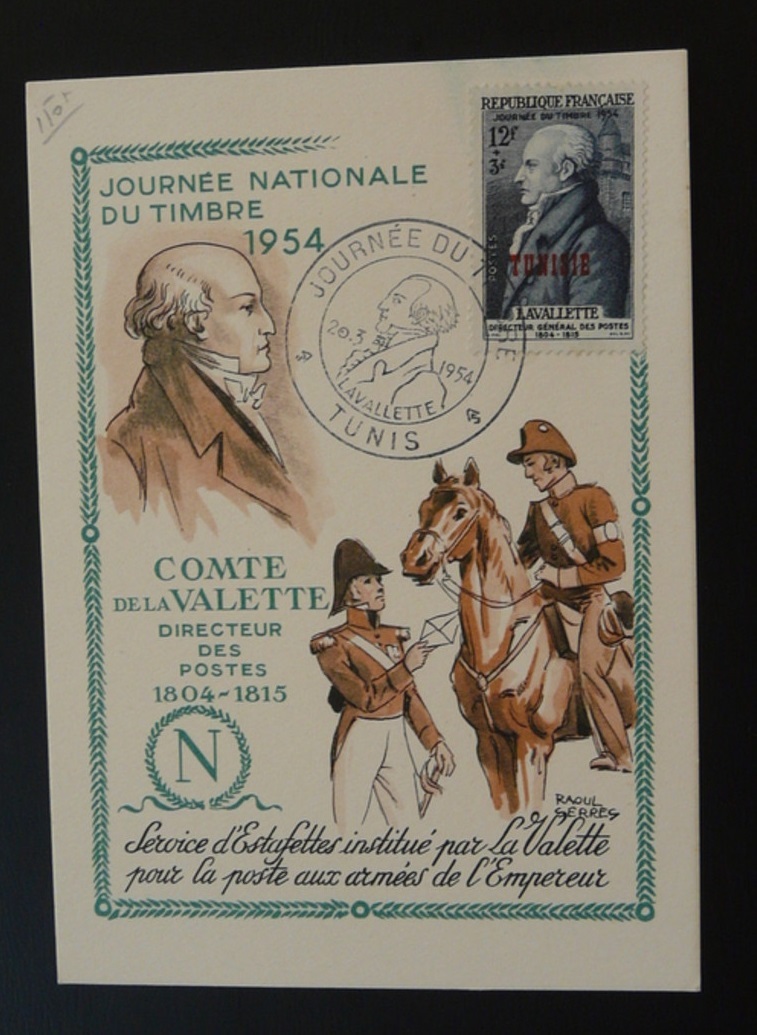 150f
JOURNÉE NATIONALE
DU TIMBRE
1954
REPUBLIQUE FRANÇAISE
JOURNÉE DU TIMBRE 1954
12F
+
3F
POSTES
TUNISIE
LAVALLETTE
DIRECTEUR GÉNÉRAL DES POSTES
1804-1815
JOURNÉE DU TIMBRE
20.3
1954
LAVALLETTE
TUNIS
COMTE
DE LA VALETTE
DIRECTEUR
DES
POSTES
1804~1815
N
RAOUL
SERRES
Service d'Estafettes institué par La Valette
pour la poste aux armées de l'Empereur